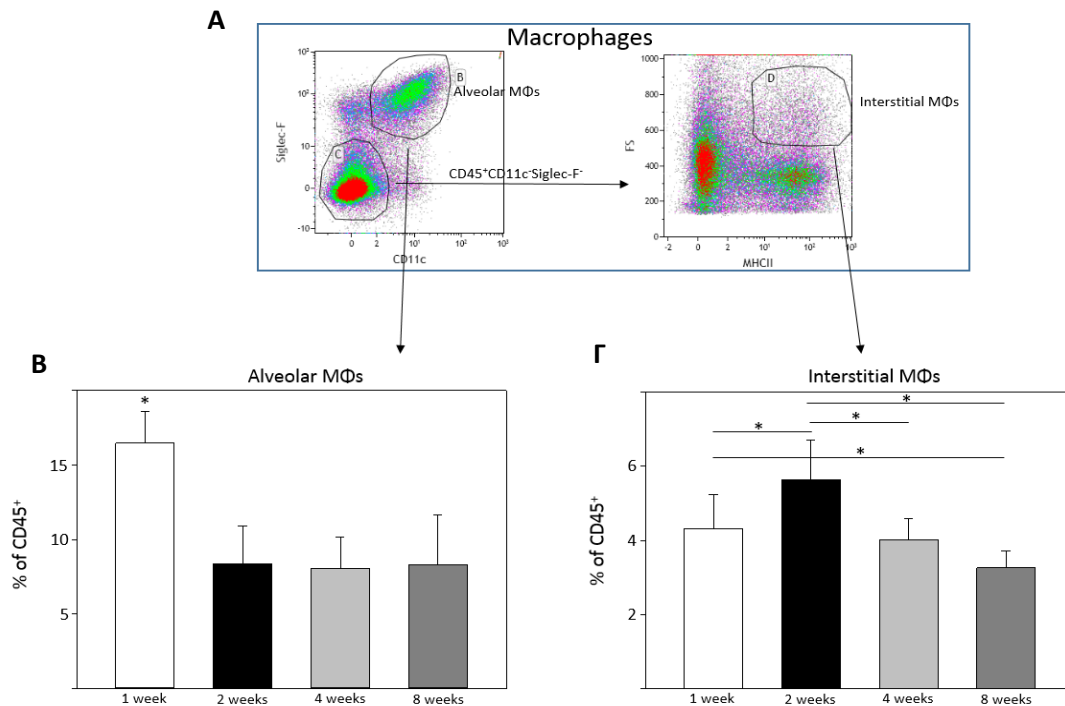 A
Macrophages
10²
10²
10
0
-10
Siglec-F
B
Alveolar MΦs
C
0 2 10¹ 10² 10³
CD11c
CD45⁺CD11c⁻Siglec-F⁻
1000
800
600
400
200
0
FS
D
Interstitial MΦs
-2 0 2 10¹ 10² 10³
MHCII
B
Alveolar MΦs
*
15
10
5
% of CD45⁺
1 week 2 weeks 4 weeks 8 weeks
Γ
Interstitial MΦs
*
*
*
*
6
4
2
% of CD45⁺
1 week 2 weeks 4 weeks 8 weeks